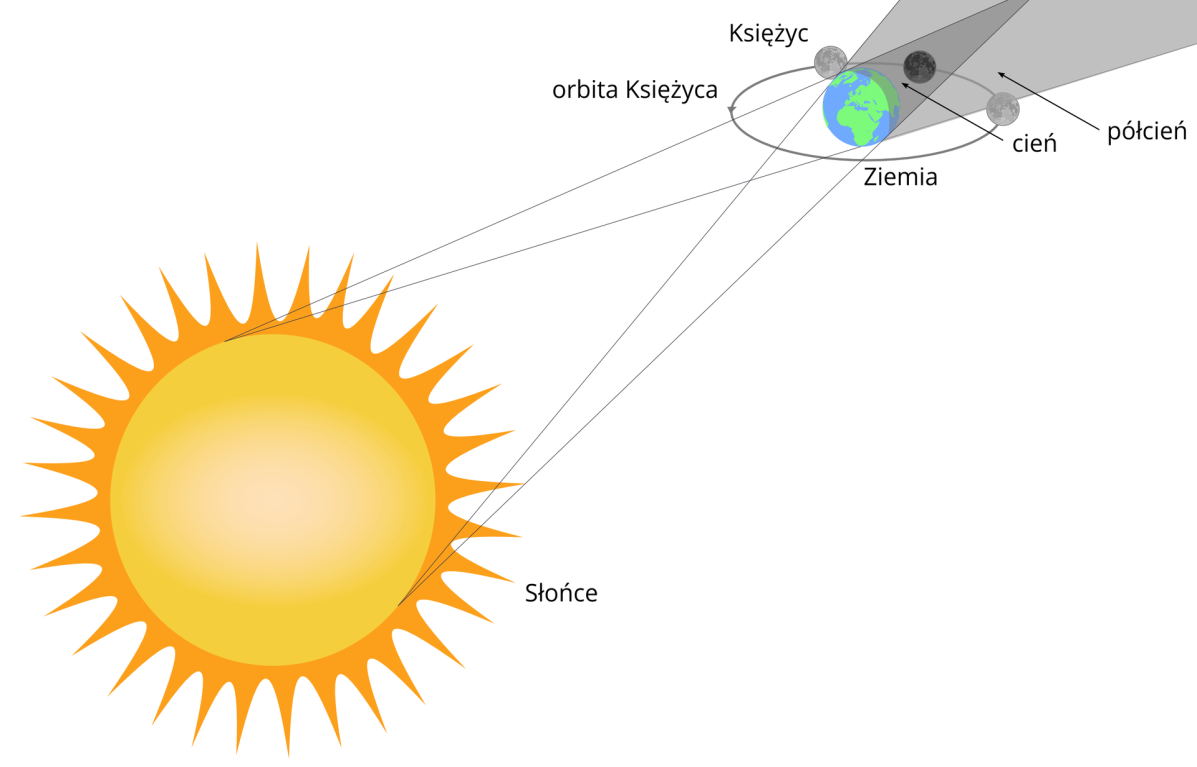 Księżyc
orbita Księżyca
półcień
cień
Ziemia
Słońce